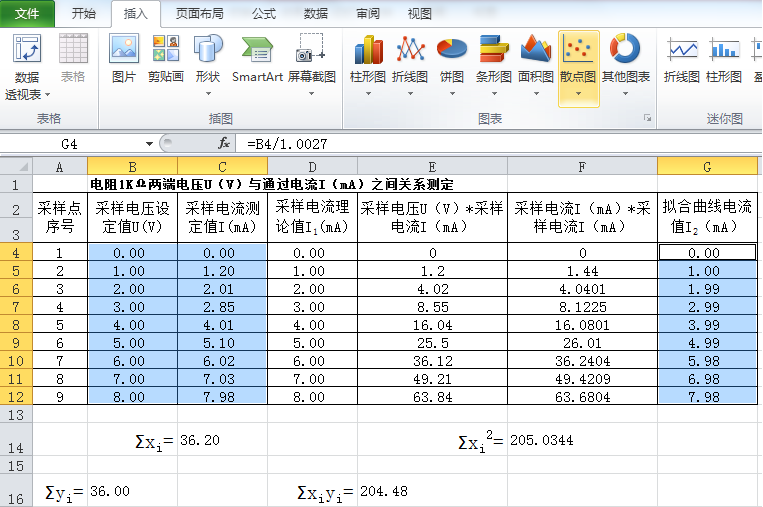 文件 开始 插入 页面布局 公式 数据 审阅 视图
数据透视表 表格 图片 剪贴画 形状 SmartArt 屏幕截图 柱形图 折线图 饼图 条形图 面积图 散点图 其他图表 折线图 柱形图
表格 插图 图表 迷你图
G4 fx =B4/1.0027
A B C D E F G
1 电阻1KΩ两端电压U(V)与通过电流I(mA)之间关系测定
2 采样点 采样电压设 采样电流测 采样电流理 采样电压U(V)*采样 采样电流I(mA)*采 拟合曲线电流
3 序号 定值U(V) 定值I(mA) 论值I₁(mA) 电流I(mA) 样电流I(mA) 值I₂(mA)
4 1 0.00 0.00 0.00 0 0 0.00
5 2 1.00 1.20 1.00 1.2 1.44 1.00
6 3 2.00 2.01 2.00 4.02 4.0401 1.99
7 4 3.00 2.85 3.00 8.55 8.1225 2.99
8 5 4.00 4.01 4.00 16.04 16.0801 3.99
9 6 5.00 5.10 5.00 25.5 26.01 4.99
10 7 6.00 6.02 6.00 36.12 36.2404 5.98
11 8 7.00 7.03 7.00 49.21 49.4209 6.98
12 9 8.00 7.98 8.00 63.84 63.6804 7.98
13
14 Σxᵢ= 36.20 Σxᵢ²= 205.0344
15
16 Σyᵢ= 36.00 Σxᵢyᵢ= 204.48